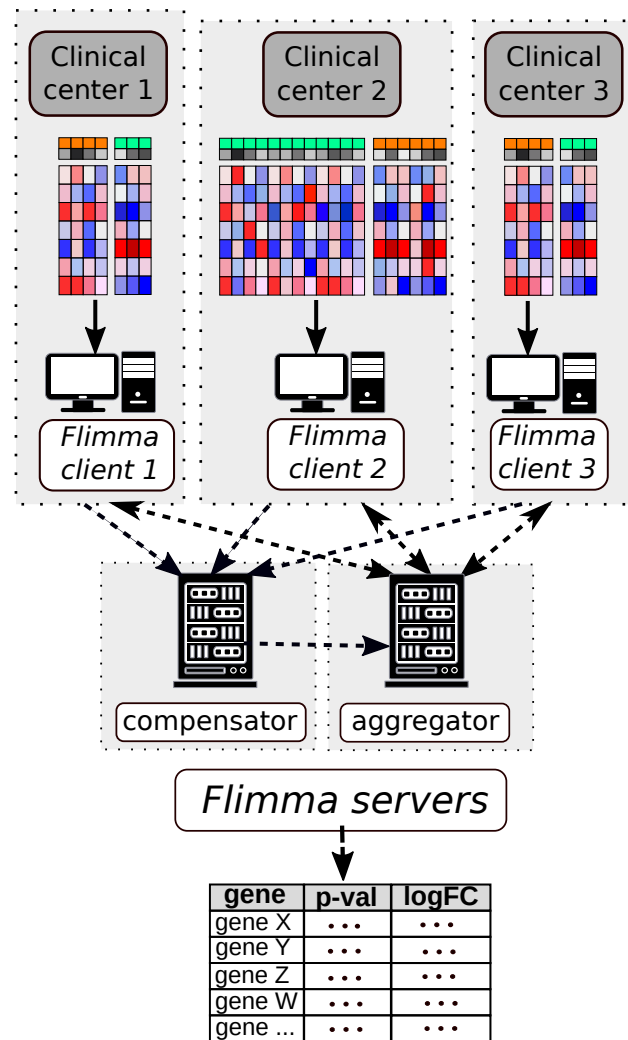 Clinical
center 1
Clinical
center 2
Clinical
center 3
Flimma
client 1
Flimma
client 2
Flimma
client 3
compensator
aggregator
Flimma servers
gene p-val logFC
gene X ... ...
gene Y ... ...
gene Z ... ...
gene W ... ...
gene ... ... ...